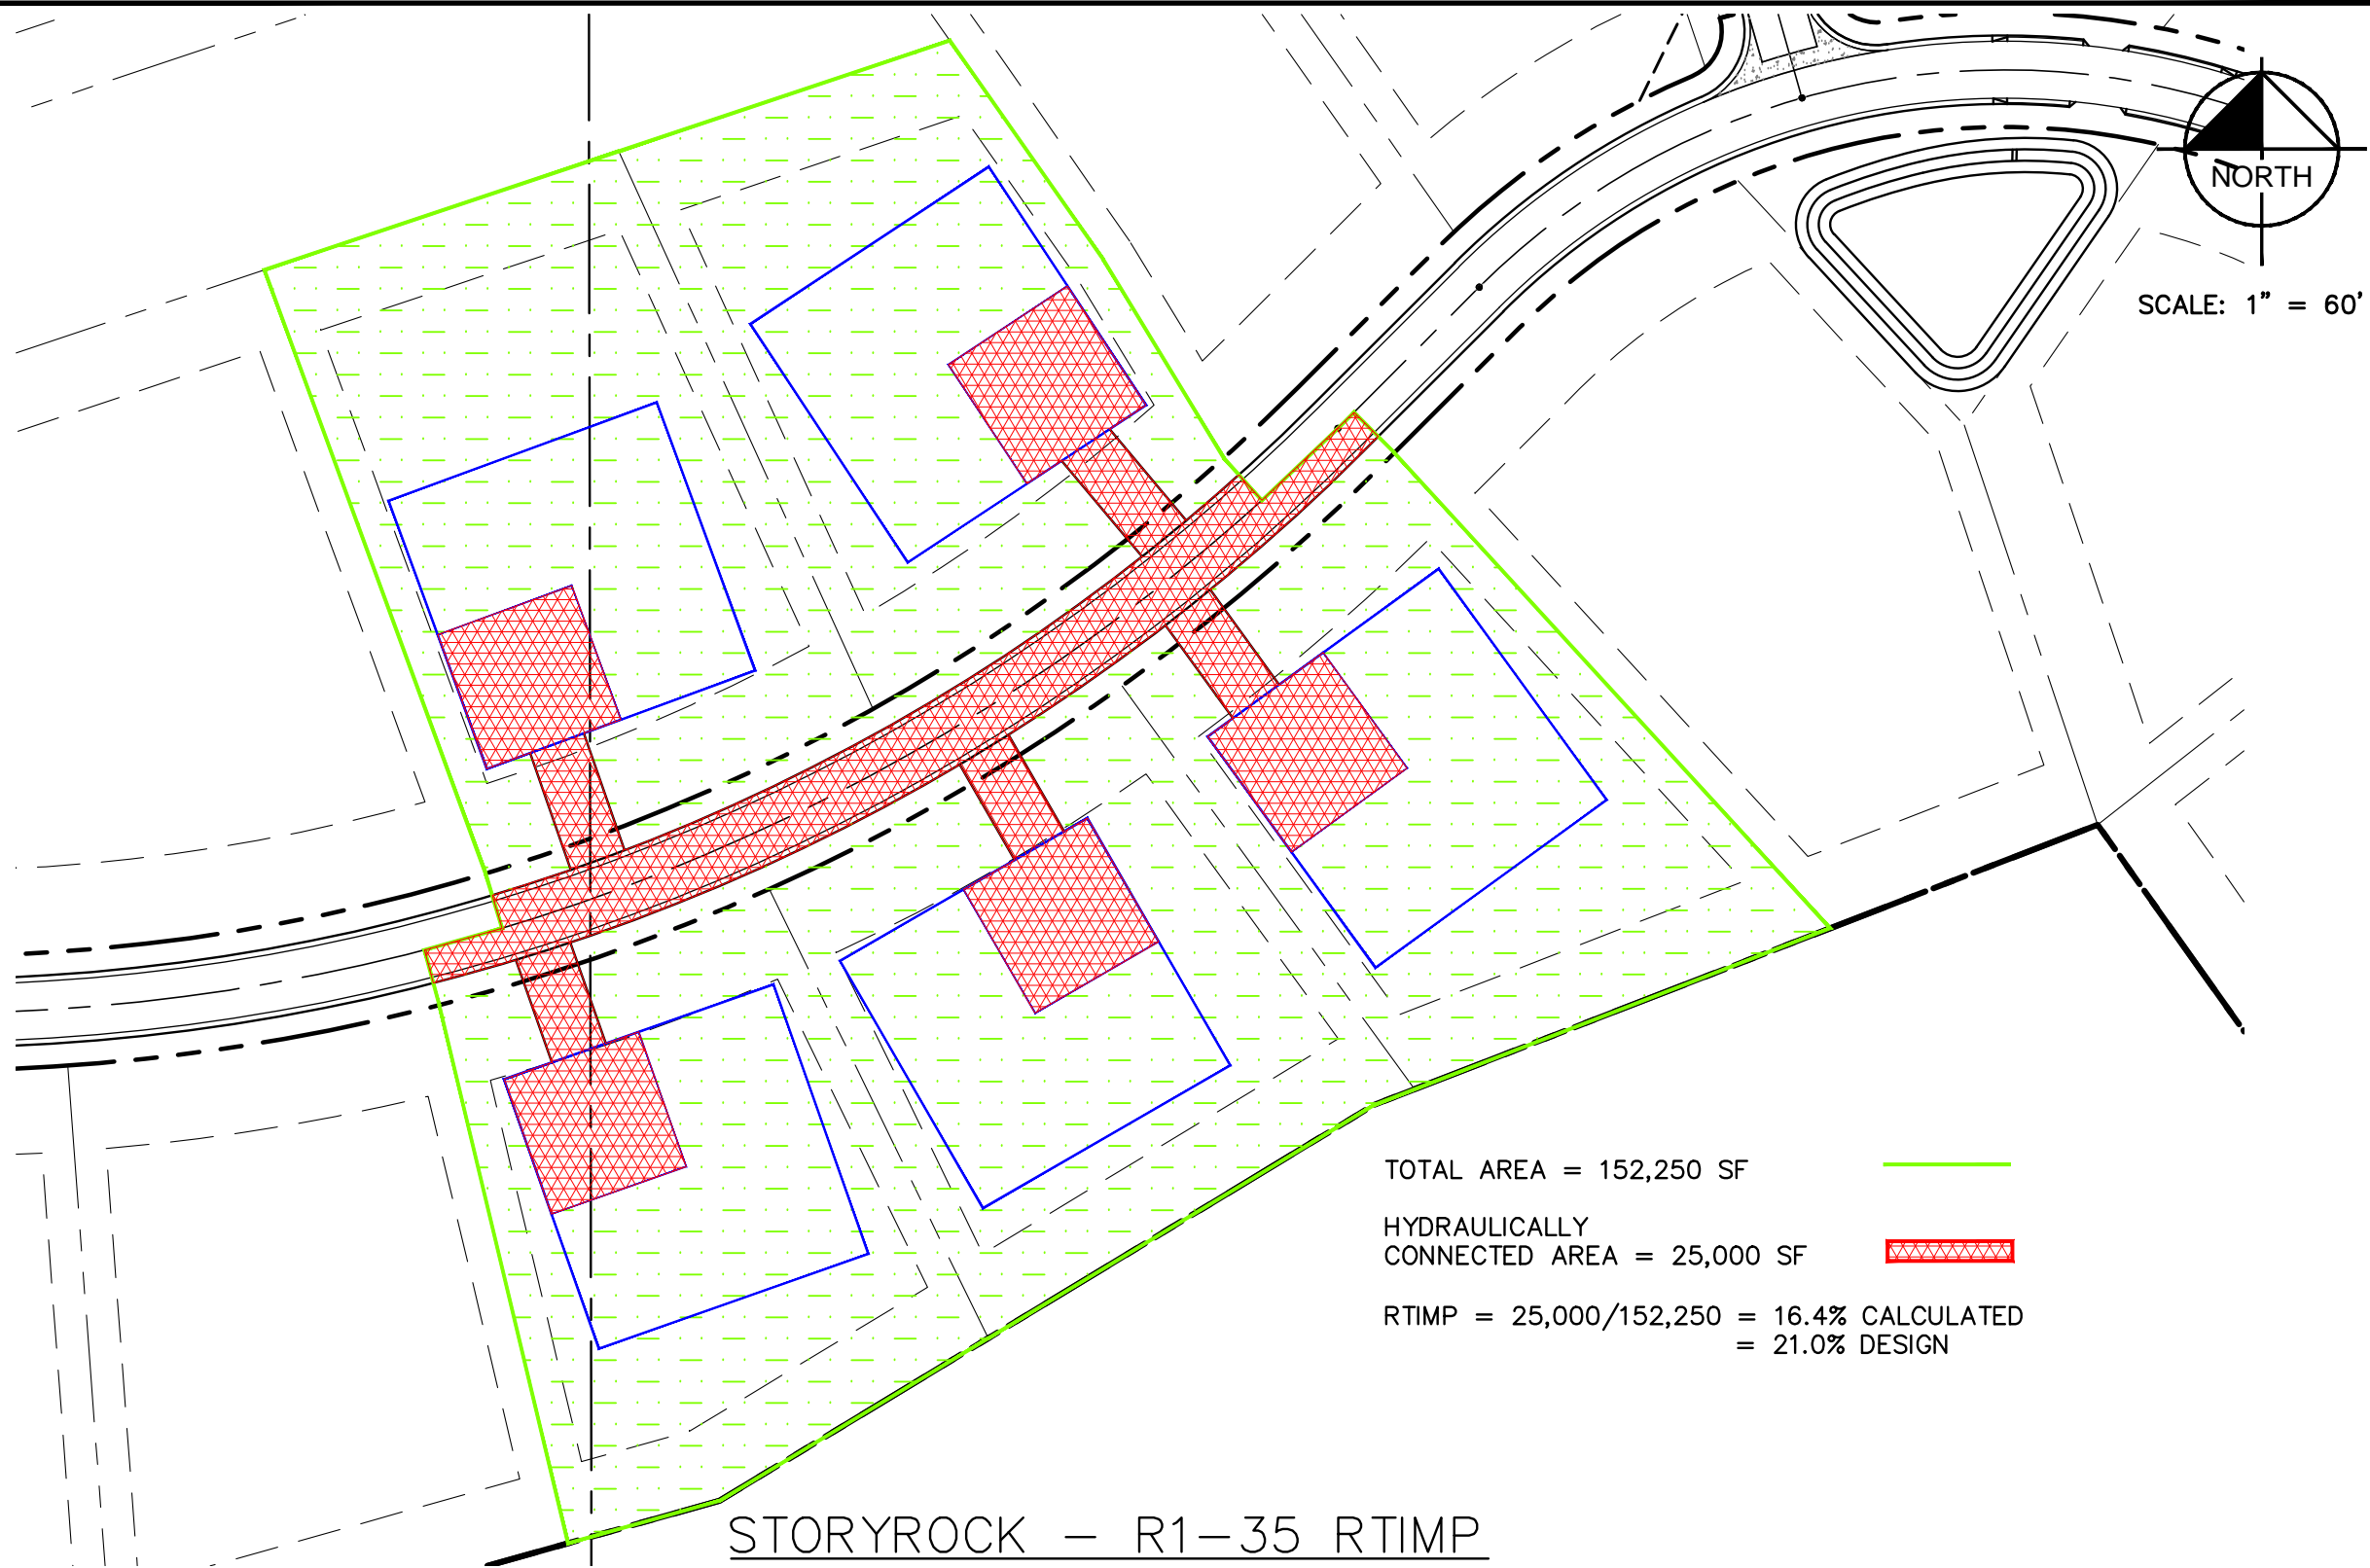 NORTH
SCALE: 1" = 60'
TOTAL AREA = 152,250 SF
HYDRAULICALLY
CONNECTED AREA = 25,000 SF
RTIMP = 25,000/152,250 = 16.4% CALCULATED
= 21.0% DESIGN
STORYROCK - R1-35 RTIMP